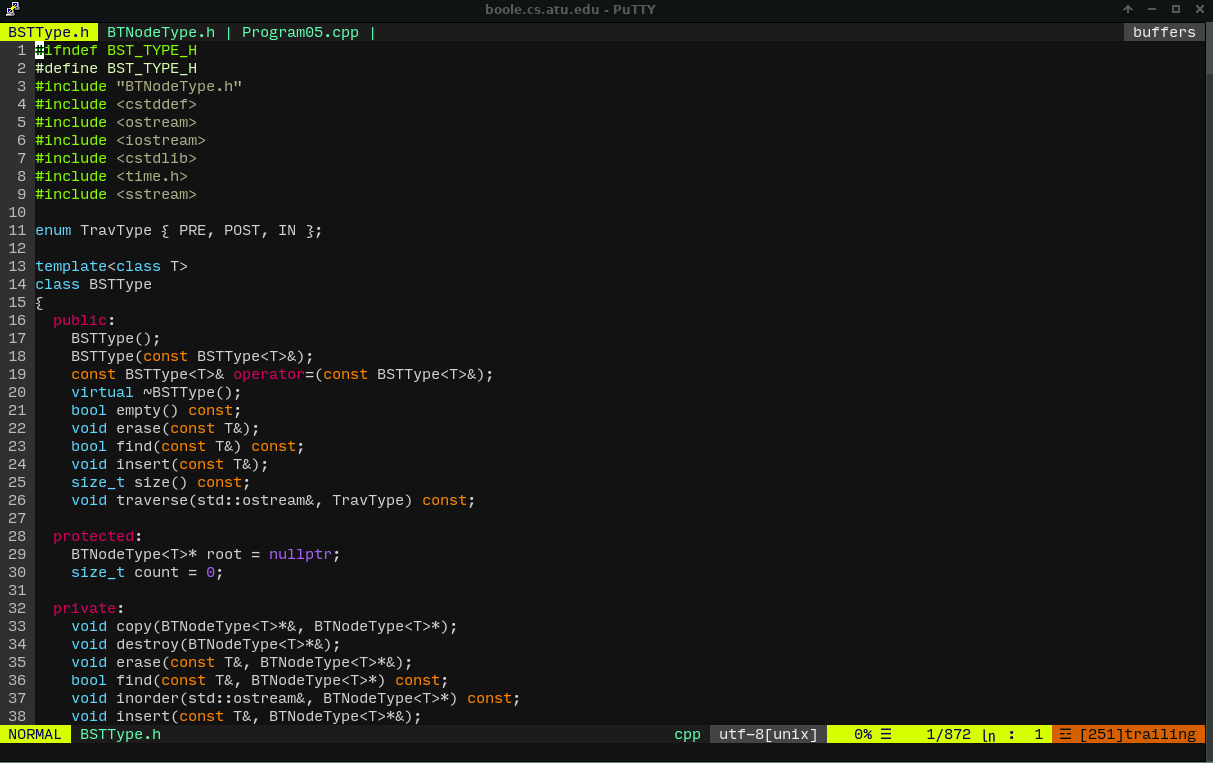 boole.cs.atu.edu - PuTTY
BSTType.h BTNodeType.h | Program05.cpp | buffers
1 #ifndef BST_TYPE_H
2 #define BST_TYPE_H
3 #include "BTNodeType.h"
4 #include <cstddef>
5 #include <ostream>
6 #include <iostream>
7 #include <cstdlib>
8 #include <time.h>
9 #include <sstream>
10
11 enum TravType { PRE, POST, IN };
12
13 template<class T>
14 class BSTType
15 {
16   public:
17     BSTType();
18     BSTType(const BSTType<T>&);
19     const BSTType<T>& operator=(const BSTType<T>&);
20     virtual ~BSTType();
21     bool empty() const;
22     void erase(const T&);
23     bool find(const T&) const;
24     void insert(const T&);
25     size_t size() const;
26     void traverse(std::ostream&, TravType) const;
27
28   protected:
29     BTNodeType<T>* root = nullptr;
30     size_t count = 0;
31
32   private:
33     void copy(BTNodeType<T>*&, BTNodeType<T>*);
34     void destroy(BTNodeType<T>*&);
35     void erase(const T&, BTNodeType<T>*&);
36     bool find(const T&, BTNodeType<T>*) const;
37     void inorder(std::ostream&, BTNodeType<T>*) const;
38     void insert(const T&, BTNodeType<T>*&);
NORMAL BSTType.h cpp utf-8[unix] 0% ☰ 1/872 ㏑ : 1 ☲ [251]trailing